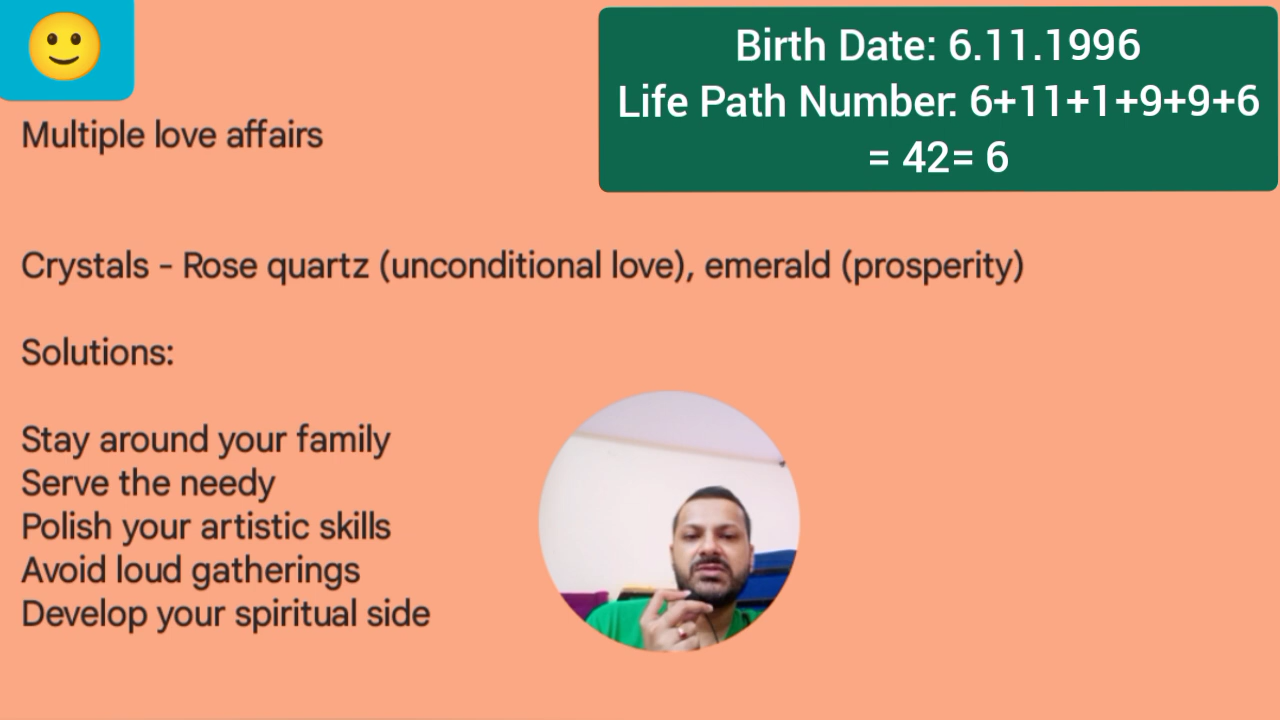 Birth Date: 6.11.1996
Life Path Number: 6+11+1+9+9+6
= 42= 6
Multiple love affairs
Crystals - Rose quartz (unconditional love), emerald (prosperity)
Solutions:
Stay around your family
Serve the needy
Polish your artistic skills
Avoid loud gatherings
Develop your spiritual side